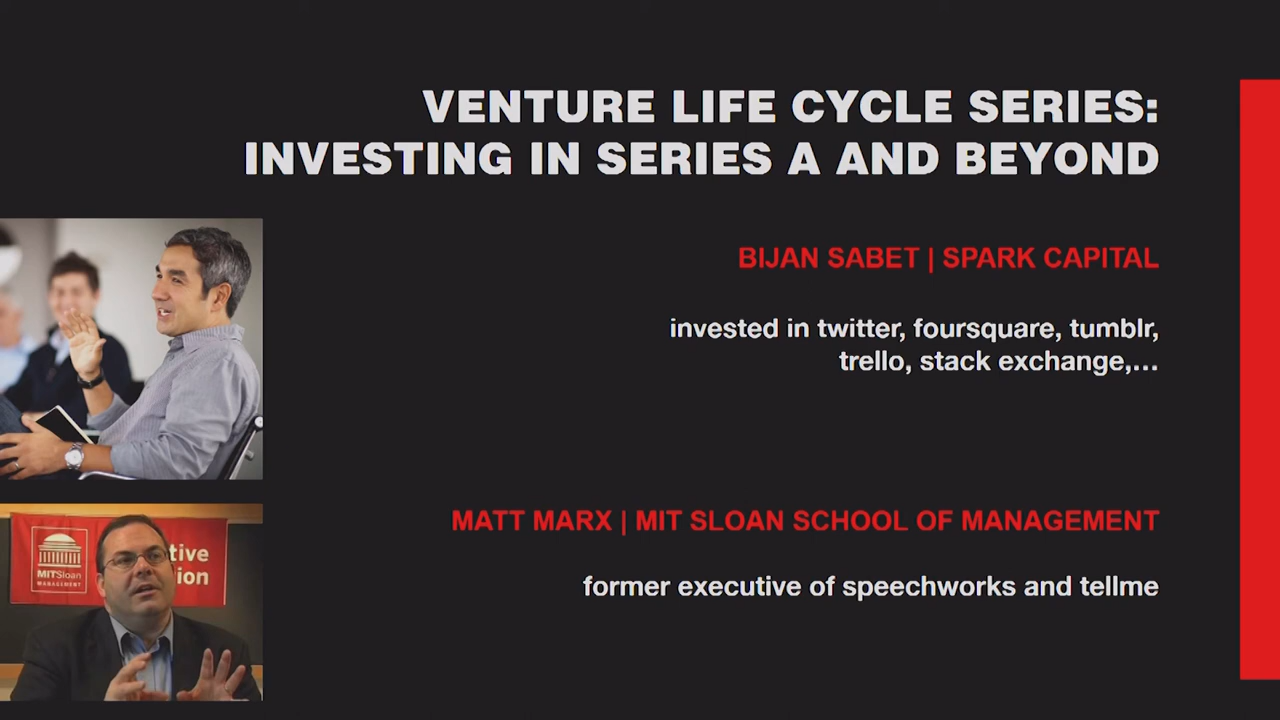 VENTURE LIFE CYCLE SERIES:
INVESTING IN SERIES A AND BEYOND
BIJAN SABET | SPARK CAPITAL
invested in twitter, foursquare, tumblr,
trello, stack exchange,...
MATT MARX | MIT SLOAN SCHOOL OF MANAGEMENT
former executive of speechworks and tellme
MITSloan
MANAGEMENT
tive
ion